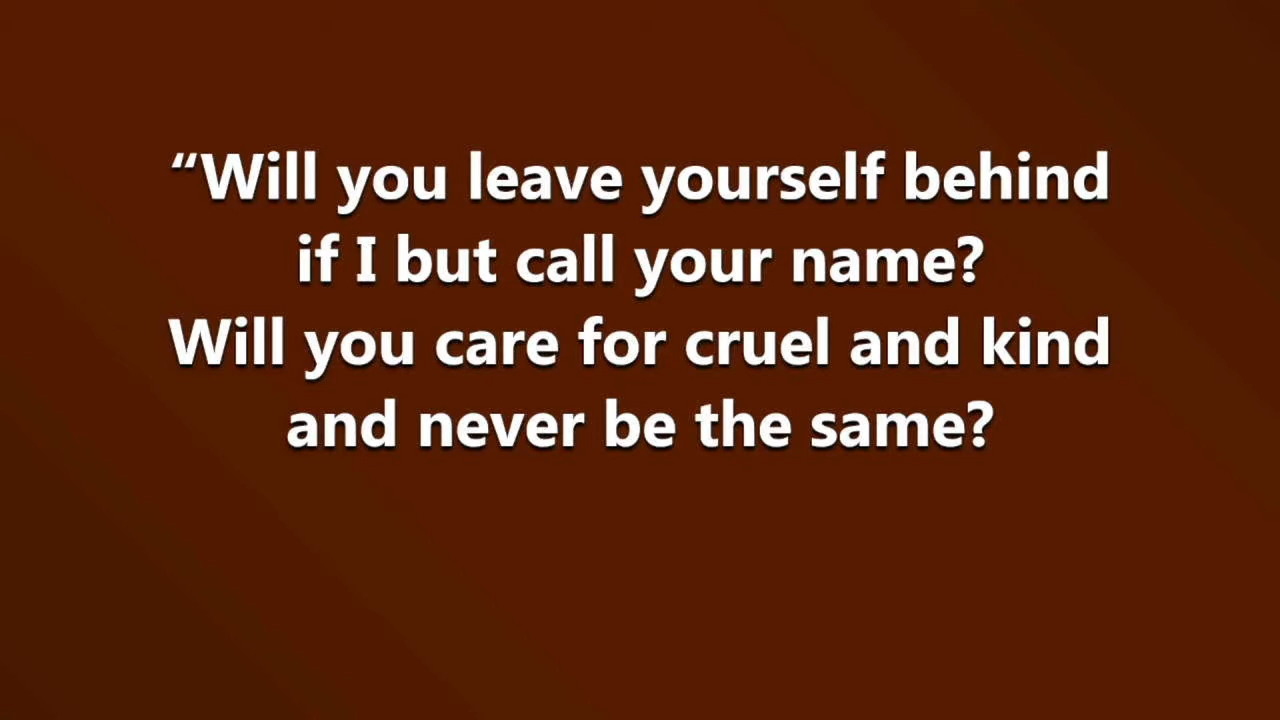 “Will you leave yourself behind
if I but call your name?
Will you care for cruel and kind
and never be the same?